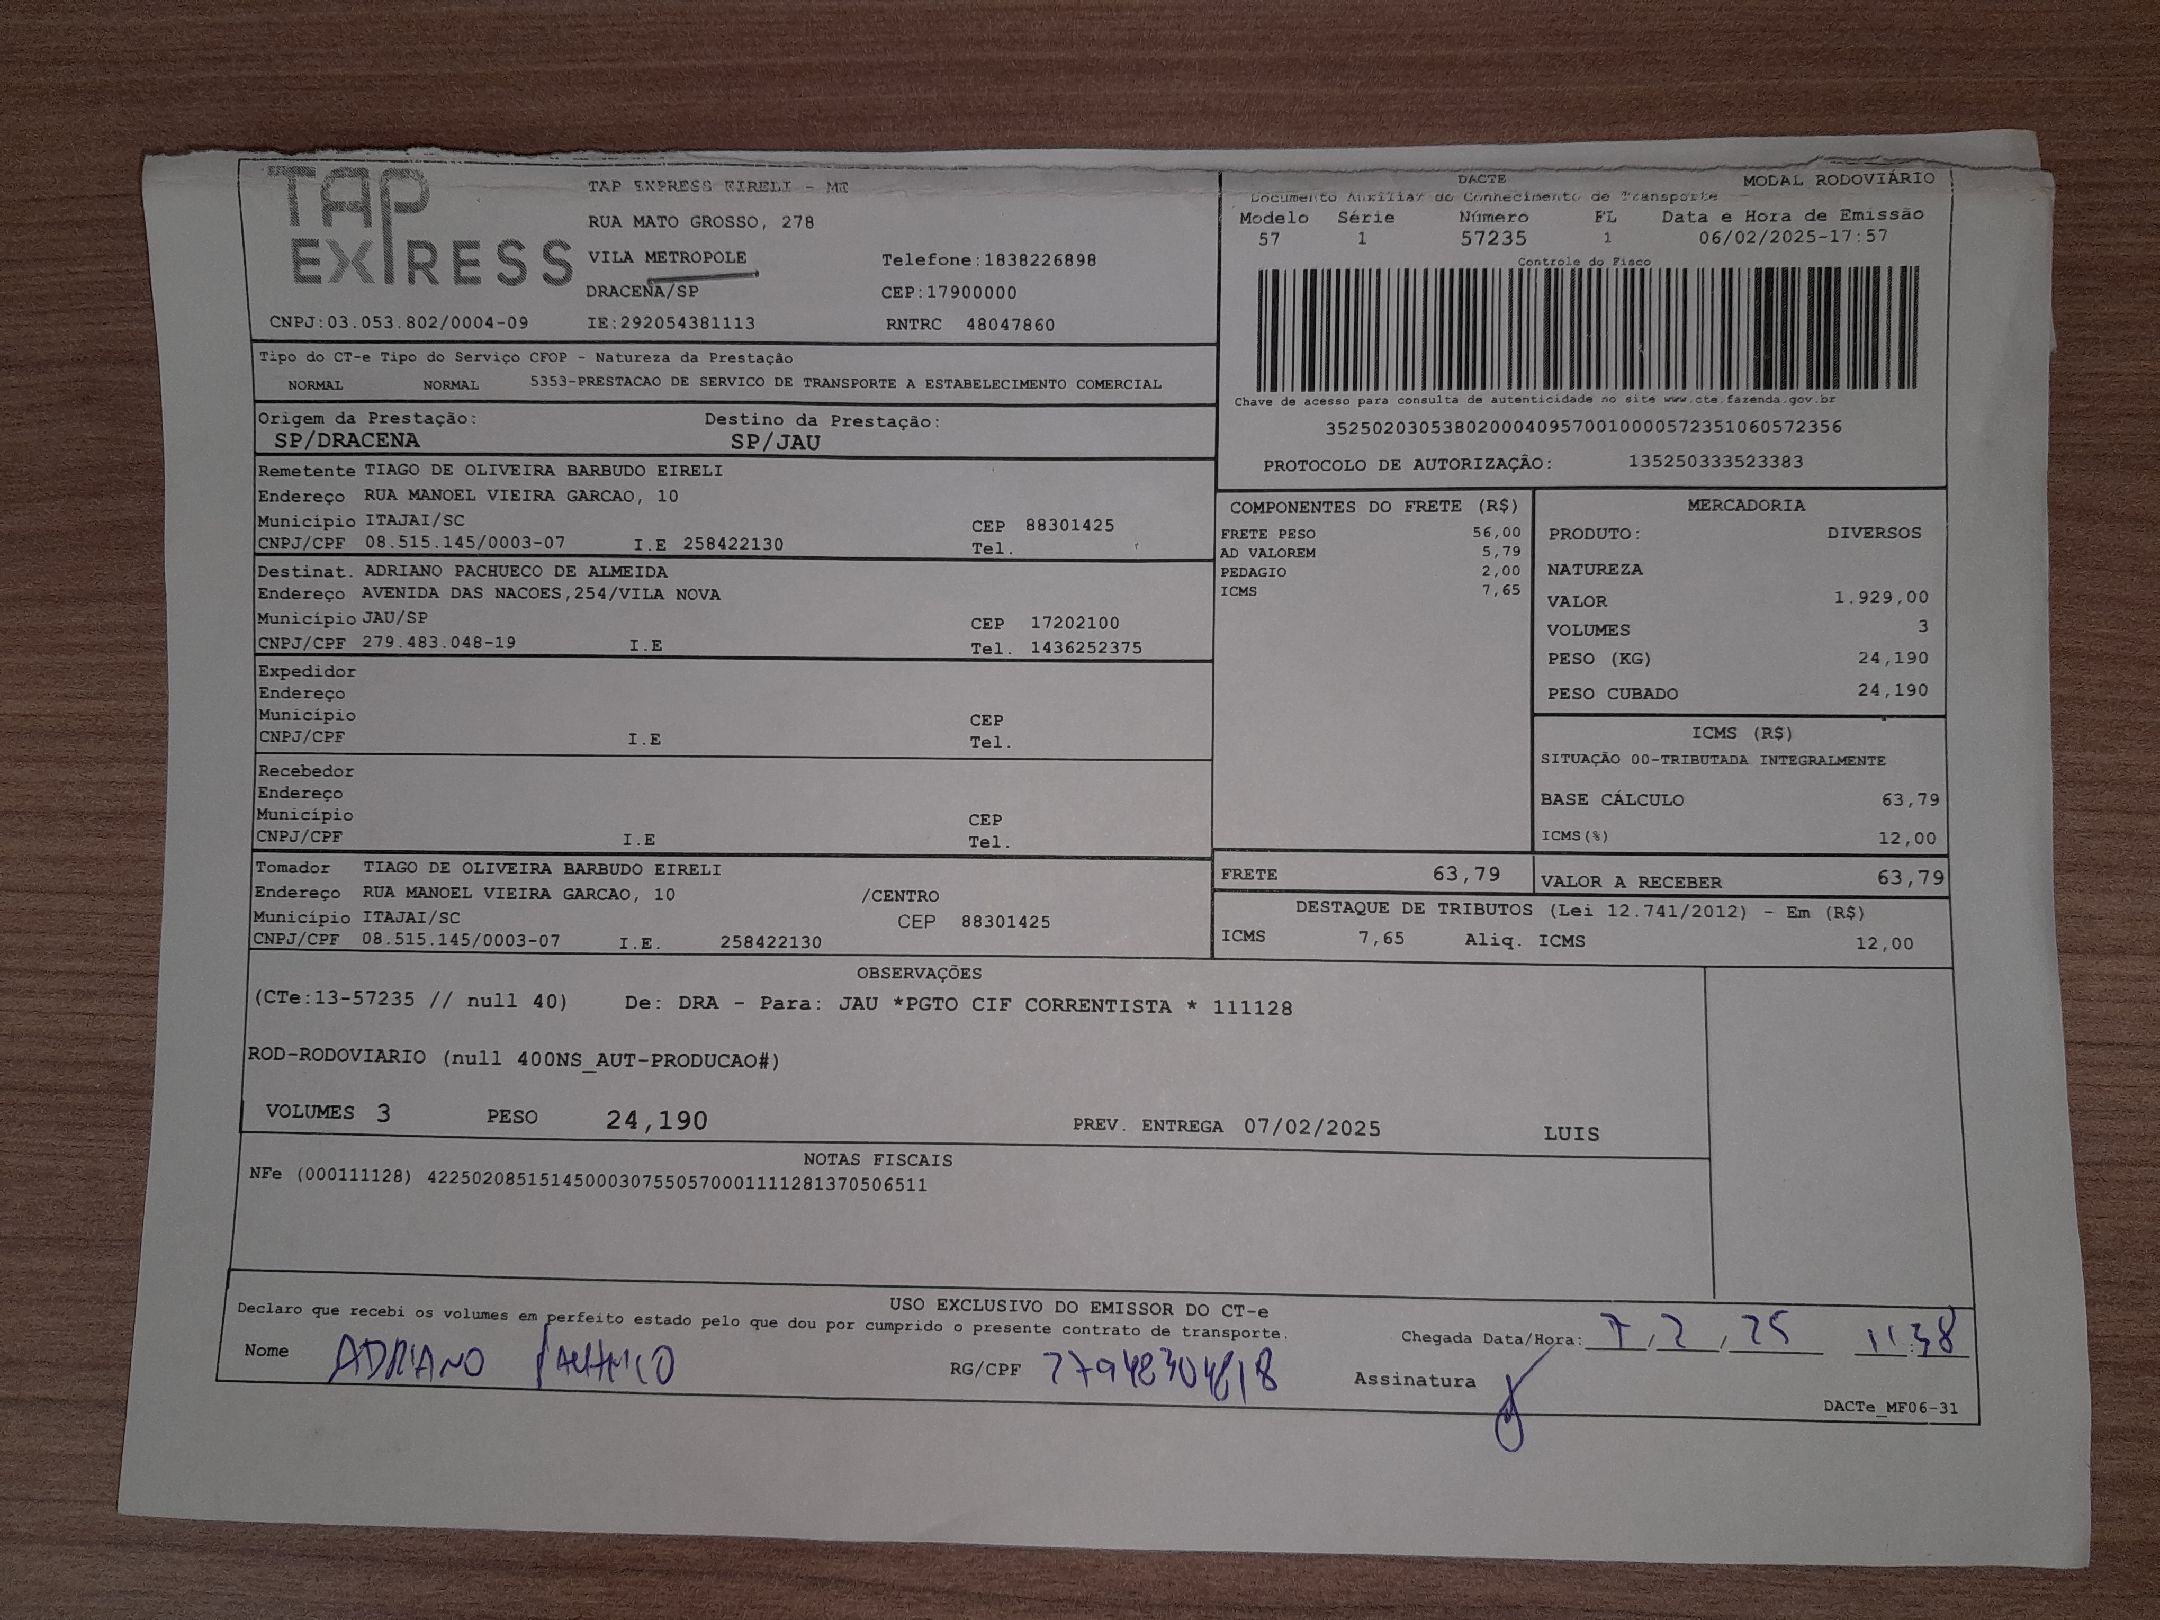 TAP EXPRESS
TAP EXPRESS EIRELI - ME
RUA MATO GROSSO, 278
VILA METROPOLE Telefone:1838226898
DRACENA/SP CEP:17900000
CNPJ:03.053.802/0004-09 IE:292054381113 RNTRC 48047860
DACTE MODAL RODOVIÁRIO
Documento Auxiliar do Conhecimento de Transporte
Modelo Série Número FL Data e Hora de Emissão
57 1 57235 1 06/02/2025-17:57
Controle do Fisco
Chave de acesso para consulta de autenticidade no site www.cte.fazenda.gov.br
35250203053802000409570010000572351060572356
PROTOCOLO DE AUTORIZAÇÃO: 135250333523383
Tipo do CT-e Tipo do Serviço CFOP - Natureza da Prestação
NORMAL NORMAL 5353-PRESTACAO DE SERVICO DE TRANSPORTE A ESTABELECIMENTO COMERCIAL
Origem da Prestação: Destino da Prestação:
SP/DRACENA SP/JAU
Remetente TIAGO DE OLIVEIRA BARBUDO EIRELI
Endereço RUA MANOEL VIEIRA GARCAO, 10
Município ITAJAI/SC CEP 88301425
CNPJ/CPF 08.515.145/0003-07 I.E 258422130 Tel.
Destinat. ADRIANO PACHUECO DE ALMEIDA
Endereço AVENIDA DAS NACOES,254/VILA NOVA
Município JAU/SP CEP 17202100
CNPJ/CPF 279.483.048-19 I.E Tel. 1436252375
Expedidor
Endereço
Município CEP
CNPJ/CPF I.E Tel.
Recebedor
Endereço
Município CEP
CNPJ/CPF I.E Tel.
Tomador TIAGO DE OLIVEIRA BARBUDO EIRELI
Endereço RUA MANOEL VIEIRA GARCAO, 10 /CENTRO
Município ITAJAI/SC CEP 88301425
CNPJ/CPF 08.515.145/0003-07 I.E. 258422130
COMPONENTES DO FRETE (R$)
FRETE PESO 56,00
AD VALOREM 5,79
PEDAGIO 2,00
ICMS 7,65
MERCADORIA
PRODUTO: DIVERSOS
NATUREZA
VALOR 1.929,00
VOLUMES 3
PESO (KG) 24,190
PESO CUBADO 24,190
ICMS (R$)
SITUAÇÃO 00-TRIBUTADA INTEGRALMENTE
BASE CÁLCULO 63,79
ICMS(%) 12,00
FRETE 63,79 VALOR A RECEBER 63,79
DESTAQUE DE TRIBUTOS (Lei 12.741/2012) - Em (R$)
ICMS 7,65 Aliq. ICMS 12,00
OBSERVAÇÕES
(CTe:13-57235 // null 40) De: DRA - Para: JAU *PGTO CIF CORRENTISTA * 111128
ROD-RODOVIARIO (null 400NS_AUT-PRODUCAO#)
VOLUMES 3 PESO 24,190 PREV. ENTREGA 07/02/2025 LUIS
NOTAS FISCAIS
NFe (000111128) 42250208515145000307550570001111281370506511
USO EXCLUSIVO DO EMISSOR DO CT-e
Declaro que recebi os volumes em perfeito estado pelo que dou por cumprido o presente contrato de transporte.
Chegada Data/Hora: 7/2/25 11:38
Nome ADRIANO RG/CPF Assinatura
DACTe_MF06-31